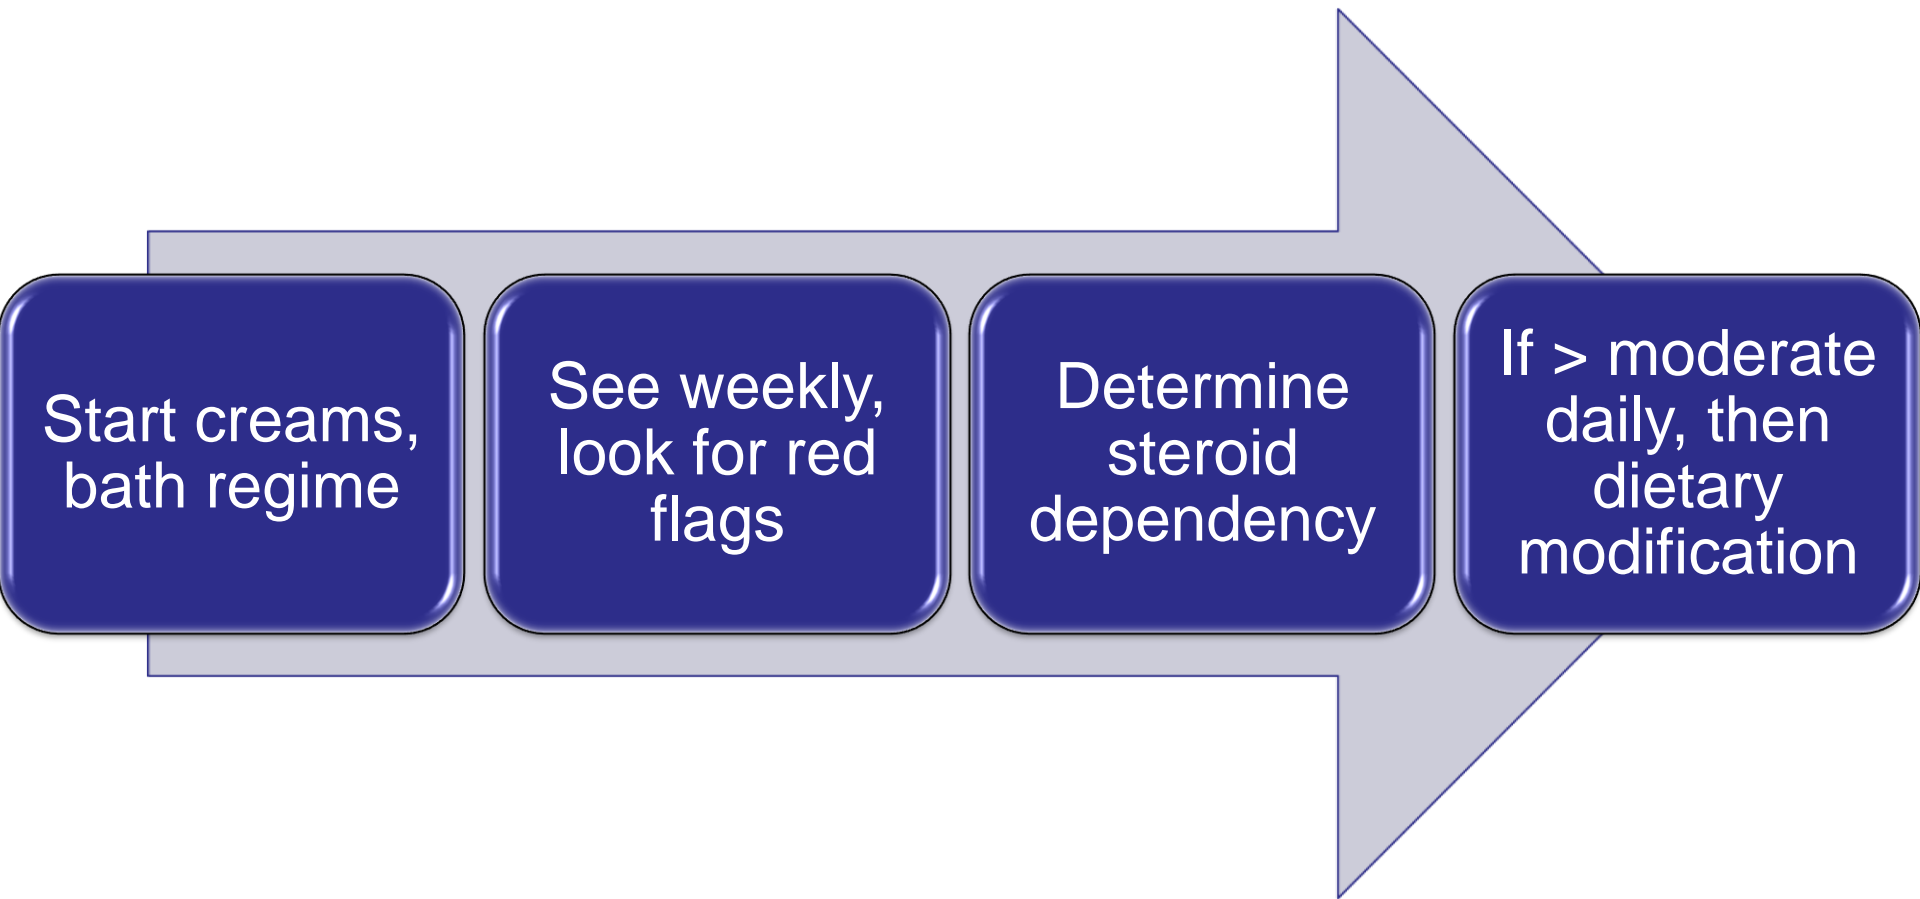 Start creams,
bath regime
See weekly,
look for red
flags
Determine
steroid
dependency
If > moderate
daily, then
dietary
modification